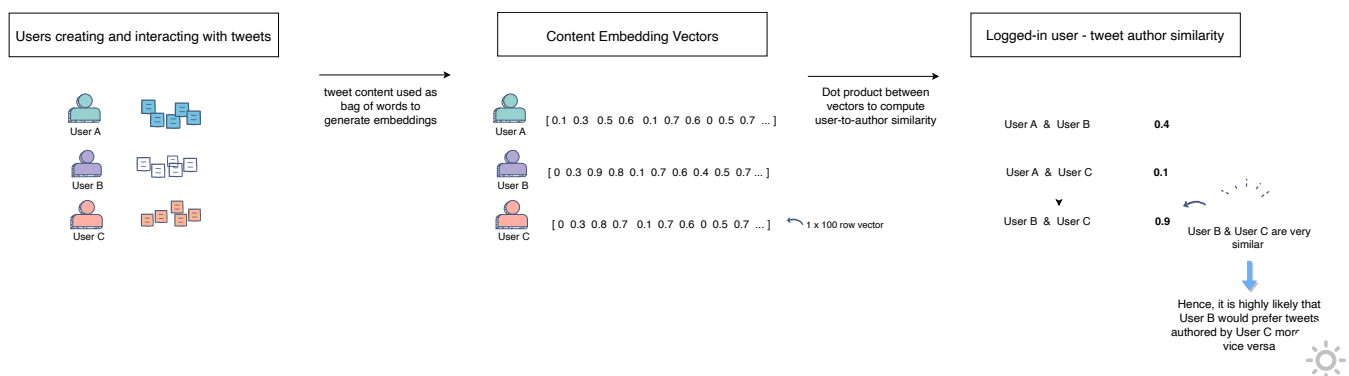 Users creating and interacting with tweets
Content Embedding Vectors
Logged-in user - tweet author similarity
tweet content used as
bag of words to
generate embeddings
Dot product between
vectors to compute
user-to-author similarity
User A
User B
User C
User A
[ 0.1 0.3 0.5 0.6 0.1 0.7 0.6 0 0.5 0.7 ... ]
User B
[ 0 0.3 0.9 0.8 0.1 0.7 0.6 0.4 0.5 0.7 ... ]
User C
[ 0 0.3 0.8 0.7 0.1 0.7 0.6 0 0.5 0.7 ... ]
1 x 100 row vector
User A & User B 0.4
User A & User C 0.1
User B & User C 0.9
User B & User C are very
similar
Hence, it is highly likely that
User B would prefer tweets
authored by User C
vice versa